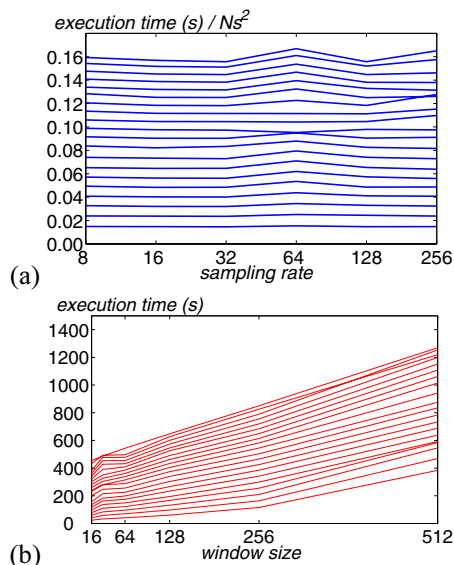 execution time (s) / Ns²
0.16
0.14
0.12
0.10
0.08
0.06
0.04
0.02
0.00
8 16 32 64 128 256
sampling rate
(a)
execution time (s)
1400
1200
1000
800
600
400
200
0
16 64 128 256 512
window size
(b)